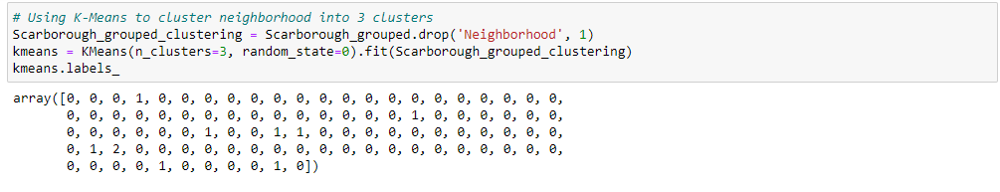 # Using K-Means to cluster neighborhood into 3 clusters
Scarborough_grouped_clustering = Scarborough_grouped.drop('Neighborhood', 1)
kmeans = KMeans(n_clusters=3, random_state=0).fit(Scarborough_grouped_clustering)
kmeans.labels_
array([0, 0, 0, 1, 0, 0, 0, 0, 0, 0, 0, 0, 0, 0, 0, 0, 0, 0, 0, 0, 0, 0,
0, 0, 0, 0, 0, 0, 0, 0, 0, 0, 0, 0, 0, 0, 0, 1, 0, 0, 0, 0, 0, 0,
0, 0, 0, 0, 0, 0, 1, 0, 0, 1, 1, 0, 0, 0, 0, 0, 0, 0, 0, 0, 0, 0,
0, 1, 2, 0, 0, 0, 0, 0, 0, 0, 0, 0, 0, 0, 0, 0, 0, 0, 0, 0, 0, 0,
0, 0, 0, 0, 1, 0, 0, 0, 0, 1, 0])